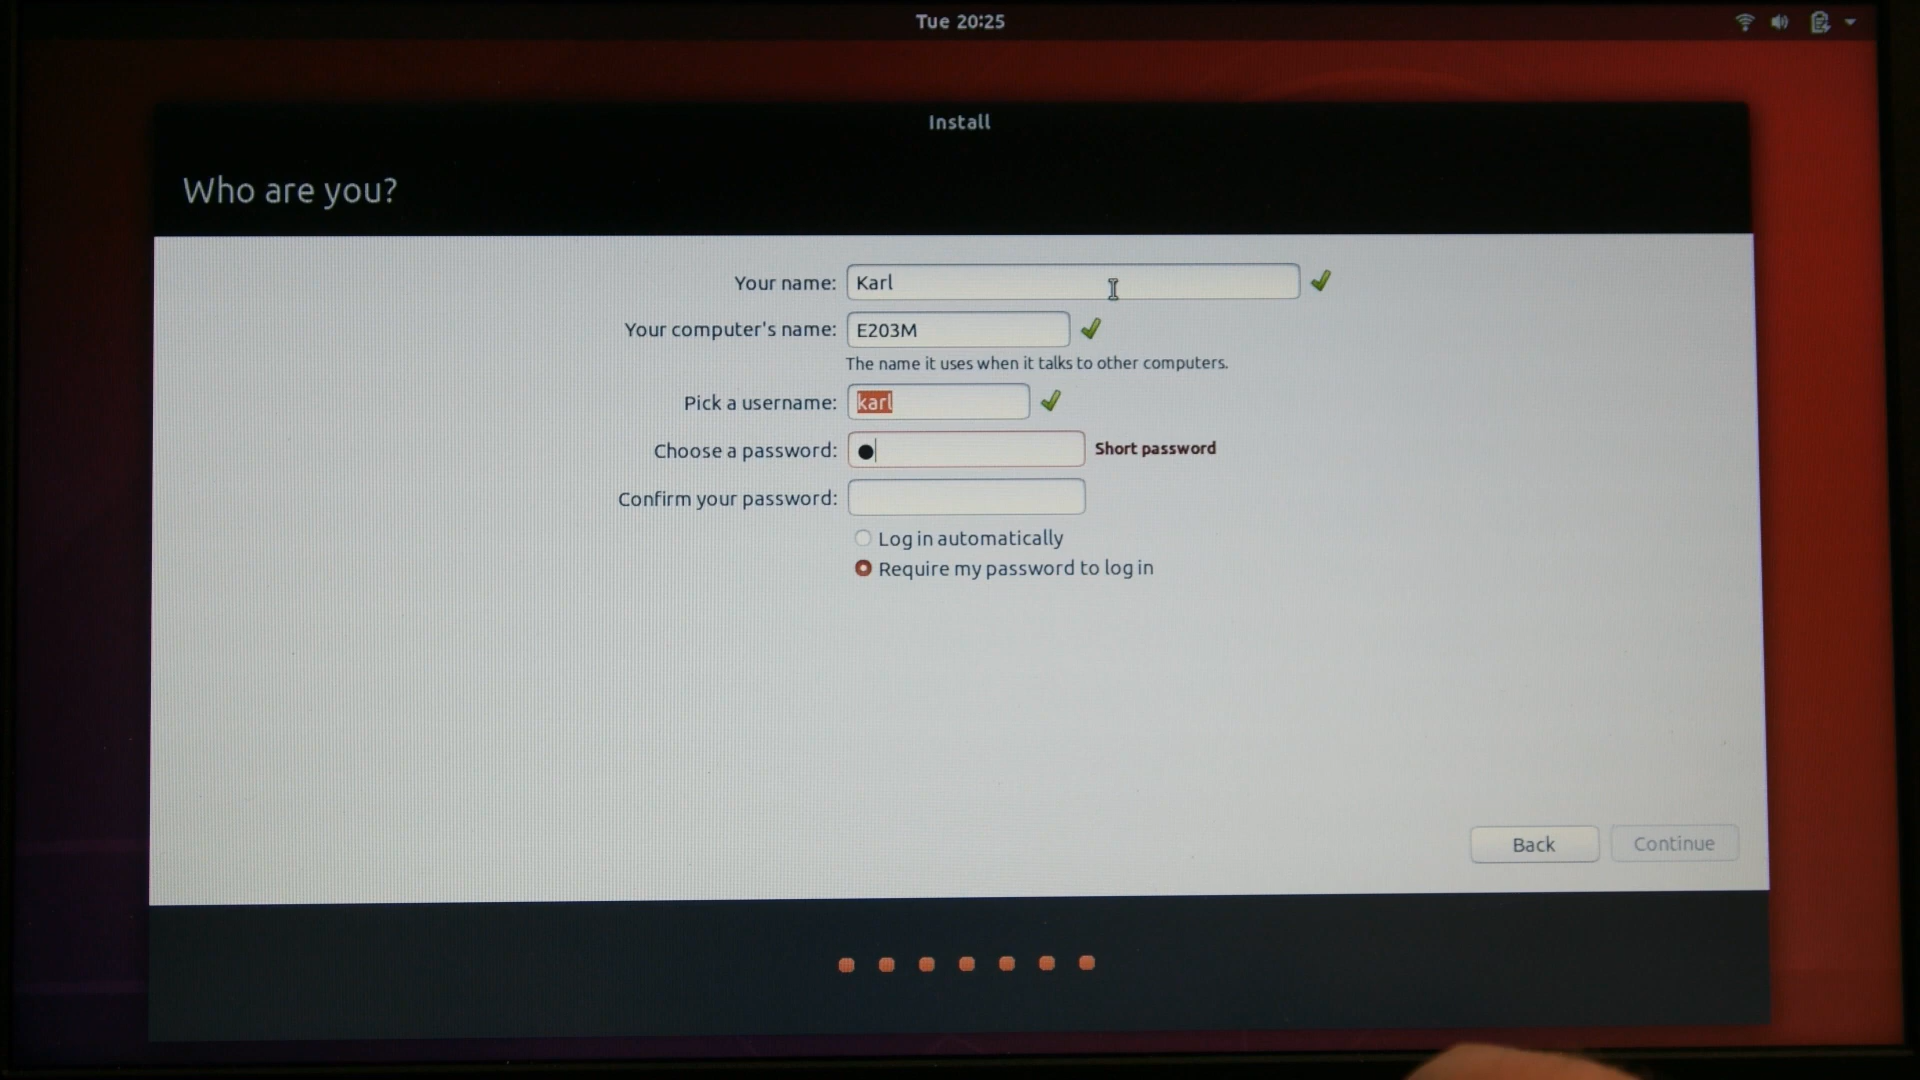 Tue 20:25
Install
Who are you?
Your name: Karl
Your computer's name: E203M
The name it uses when it talks to other computers.
Pick a username: karl
Choose a password: ● Short password
Confirm your password:
Log in automatically
Require my password to log in
Back Continue